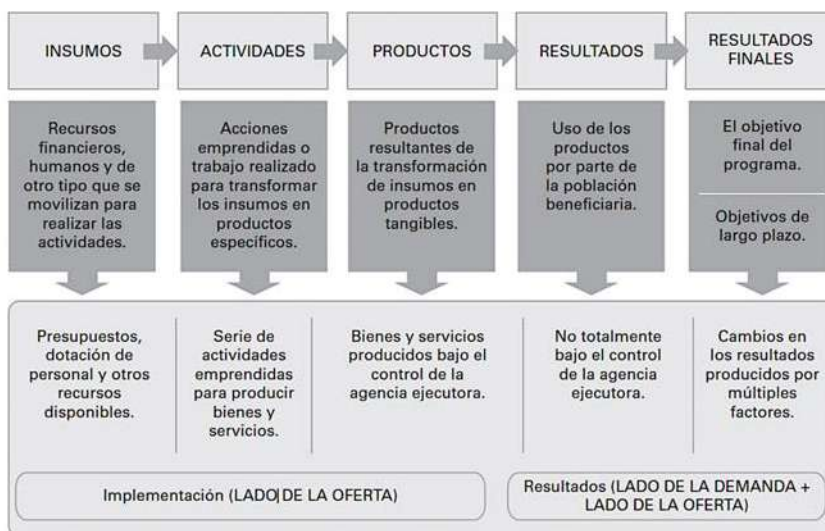 INSUMOS
ACTIVIDADES
PRODUCTOS
RESULTADOS
RESULTADOS
FINALES
Recursos
financieros,
humanos y de
otro tipo que se
movilizan para
realizar las
actividades.
Acciones
emprendidas o
trabajo realizado
para transformar
los insumos en
productos
específicos.
Productos
resultantes de
la transformación
de insumos en
productos
tangibles.
Uso de los
productos
por parte de
la población
beneficiaria.
El objetivo
final del
programa.
Objetivos de
largo plazo.
Presupuestos,
dotación de
personal y otros
recursos
disponibles.
Serie de
actividades
emprendidas
para producir
bienes y
servicios.
Bienes y servicios
producidos bajo el
control de la
agencia ejecutora.
No totalmente
bajo el control
de la agencia
ejecutora.
Cambios en
los resultados
producidos por
múltiples
factores.
Implementación (LADO DE LA OFERTA)
Resultados (LADO DE LA DEMANDA +
LADO DE LA OFERTA)